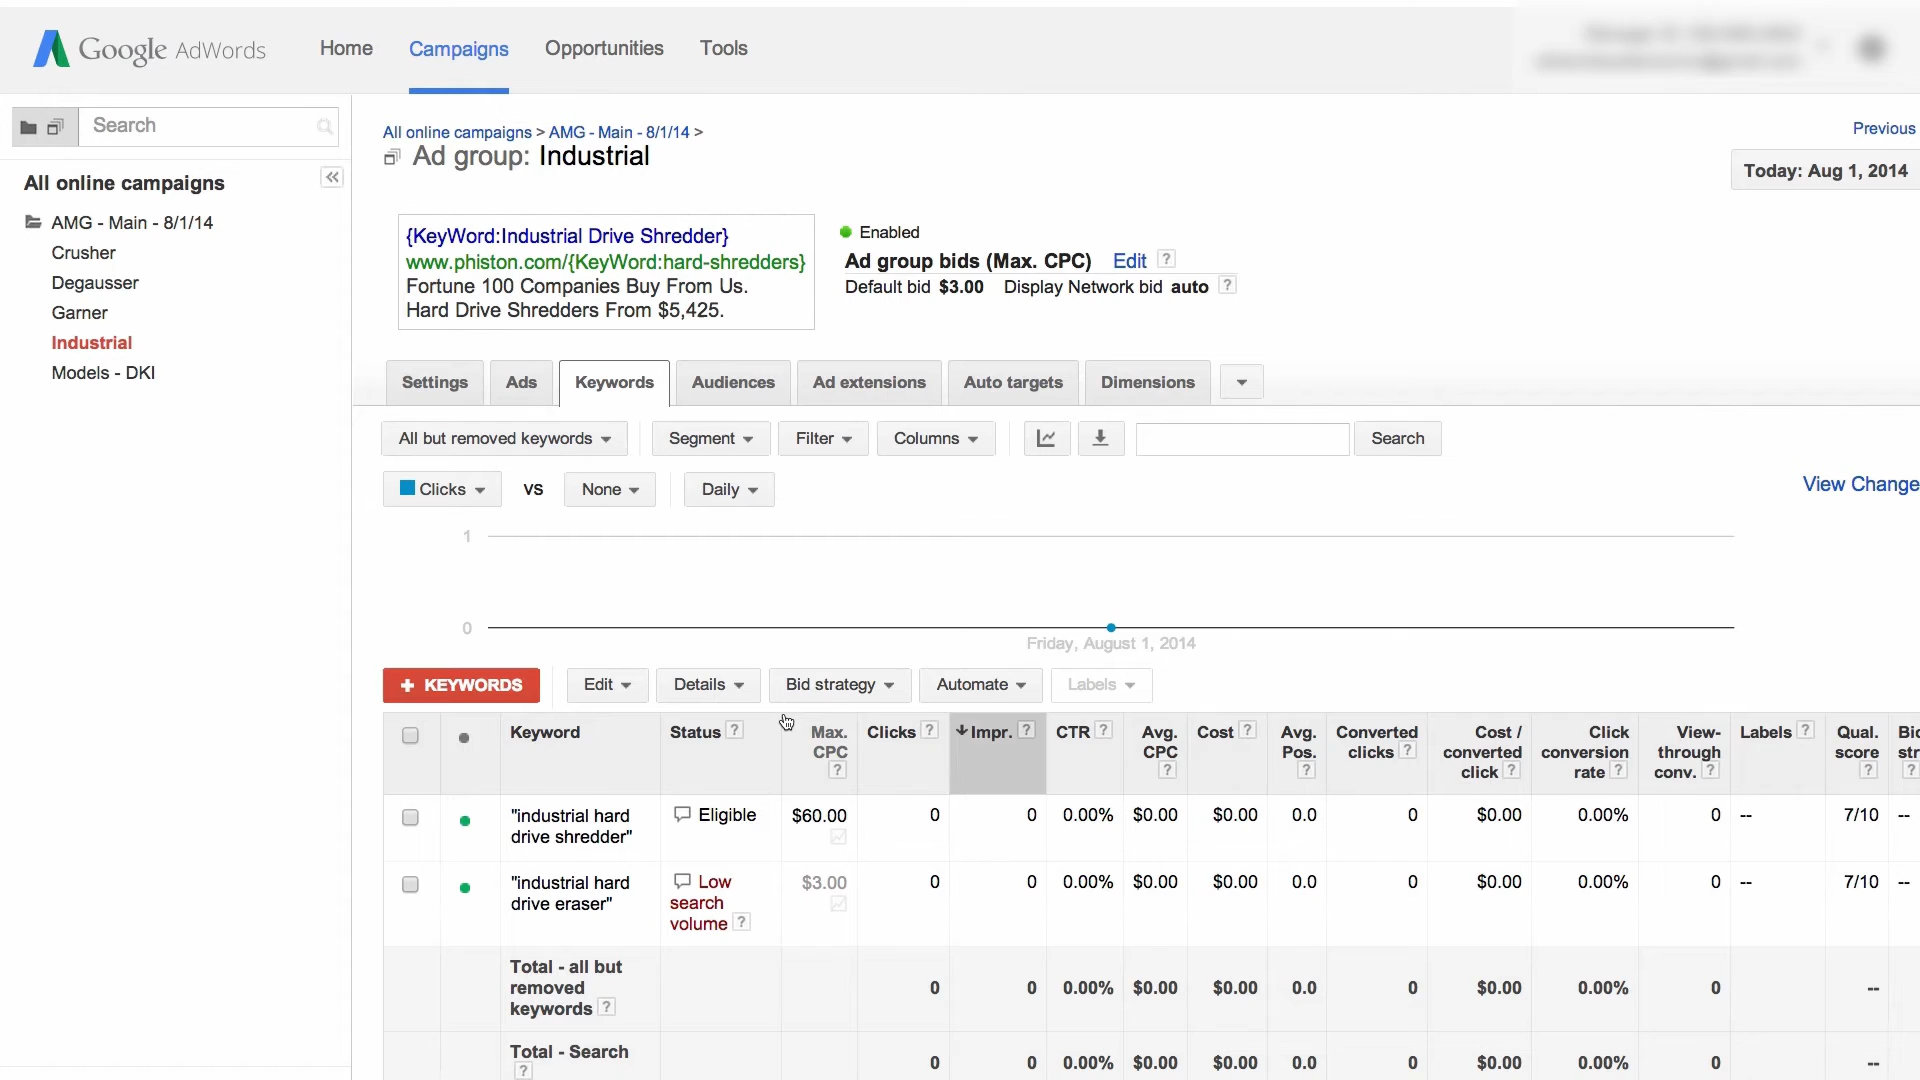 Google AdWords
Home
Campaigns
Opportunities
Tools
Search
All online campaigns
AMG - Main - 8/1/14
Crusher
Degausser
Garner
Industrial
Models - DKI
All online campaigns > AMG - Main - 8/1/14 >
Ad group: Industrial
Previous
Today: Aug 1, 2014
{KeyWord:Industrial Drive Shredder}
www.phiston.com/{KeyWord:hard-shredders}
Fortune 100 Companies Buy From Us.
Hard Drive Shredders From $5,425.
Enabled
Ad group bids (Max. CPC) Edit ?
Default bid $3.00 Display Network bid auto ?
Settings
Ads
Keywords
Audiences
Ad extensions
Auto targets
Dimensions
All but removed keywords
Segment
Filter
Columns
Search
Clicks
VS
None
Daily
View Change
1
0
Friday, August 1, 2014
+ KEYWORDS
Edit
Details
Bid strategy
Automate
Labels
Keyword
Status ?
Max.
CPC
?
Clicks ?
Impr. ?
CTR ?
Avg.
CPC
?
Cost ?
Avg.
Pos.
?
Converted
clicks ?
Cost /
converted
click ?
Click
conversion
rate ?
View-
through
conv. ?
Labels ?
Qual.
score
?
"industrial hard
drive shredder"
Eligible
$60.00
0
0
0.00%
$0.00
$0.00
0.0
0
$0.00
0.00%
0
--
7/10
--
"industrial hard
drive eraser"
Low
search
volume ?
$3.00
0
0
0.00%
$0.00
$0.00
0.0
0
$0.00
0.00%
0
--
7/10
--
Total - all but
removed
keywords ?
0
0
0.00%
$0.00
$0.00
0.0
0
$0.00
0.00%
0
--
Total - Search
?
0
0
0.00%
$0.00
$0.00
0.0
0
$0.00
0.00%
0
--